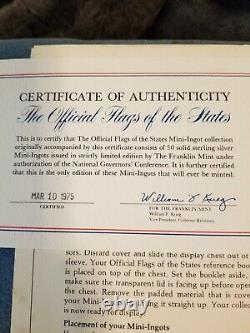 CERTIFICATE OF AUTHENTICITY
The Official Flags of the States
This is to certify that The Official Flags of the States Mini-Ingot collection
originally accompanied by this certificate consists of 50 solid sterling silver
Mini-Ingots issued in strictly limited edition by The Franklin Mint under
authorization of the National Governors' Conference. It is further certified
that this is the only edition of these Mini-Ingots that will ever be minted.
MAR 10 1975
CERTIFIED
William L Krieg
FOR THE FRANKLIN MINT
William F. Krieg
Vice President, Collector Relations
sors. Discard cover and slide the display chest out of
sleeve. Your Official Flags of the States reference boo
is placed on top of the chest. Set the booklet aside,
make sure the transparent lid is facing up before open
the chest. Remove the padded material that is cove
your Mini-Ingots
is now ready for display.
Placement of your Mini-Ingots